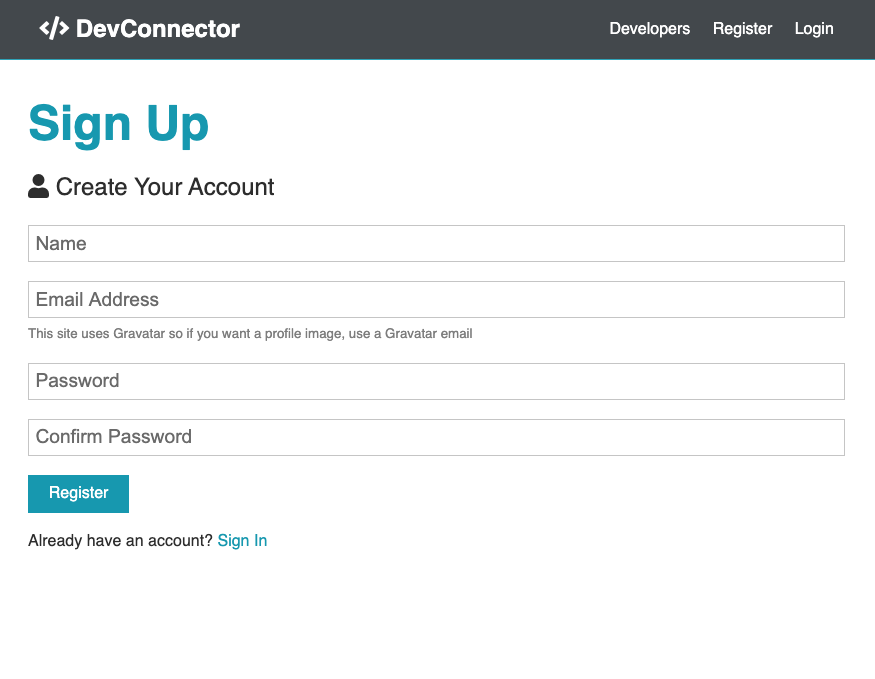 DevConnector
Developers Register Login
Sign Up
Create Your Account
Name
Email Address
This site uses Gravatar so if you want a profile image, use a Gravatar email
Password
Confirm Password
Register
Already have an account? Sign In